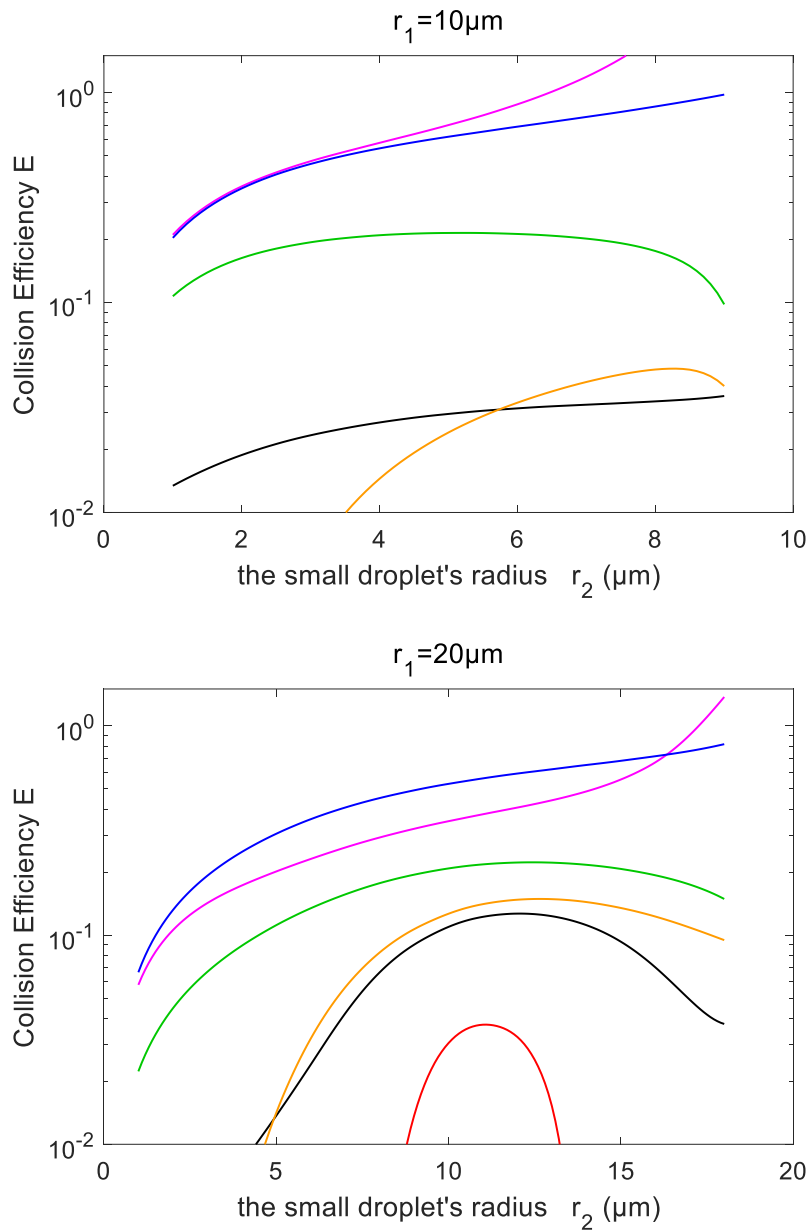 r1=10µm
10^0
10^-1
10^-2
Collision Efficiency E
0 2 4 6 8 10
the small droplet's radius r2 (µm)
r1=20µm
10^0
10^-1
10^-2
Collision Efficiency E
0 5 10 15 20
the small droplet's radius r2 (µm)